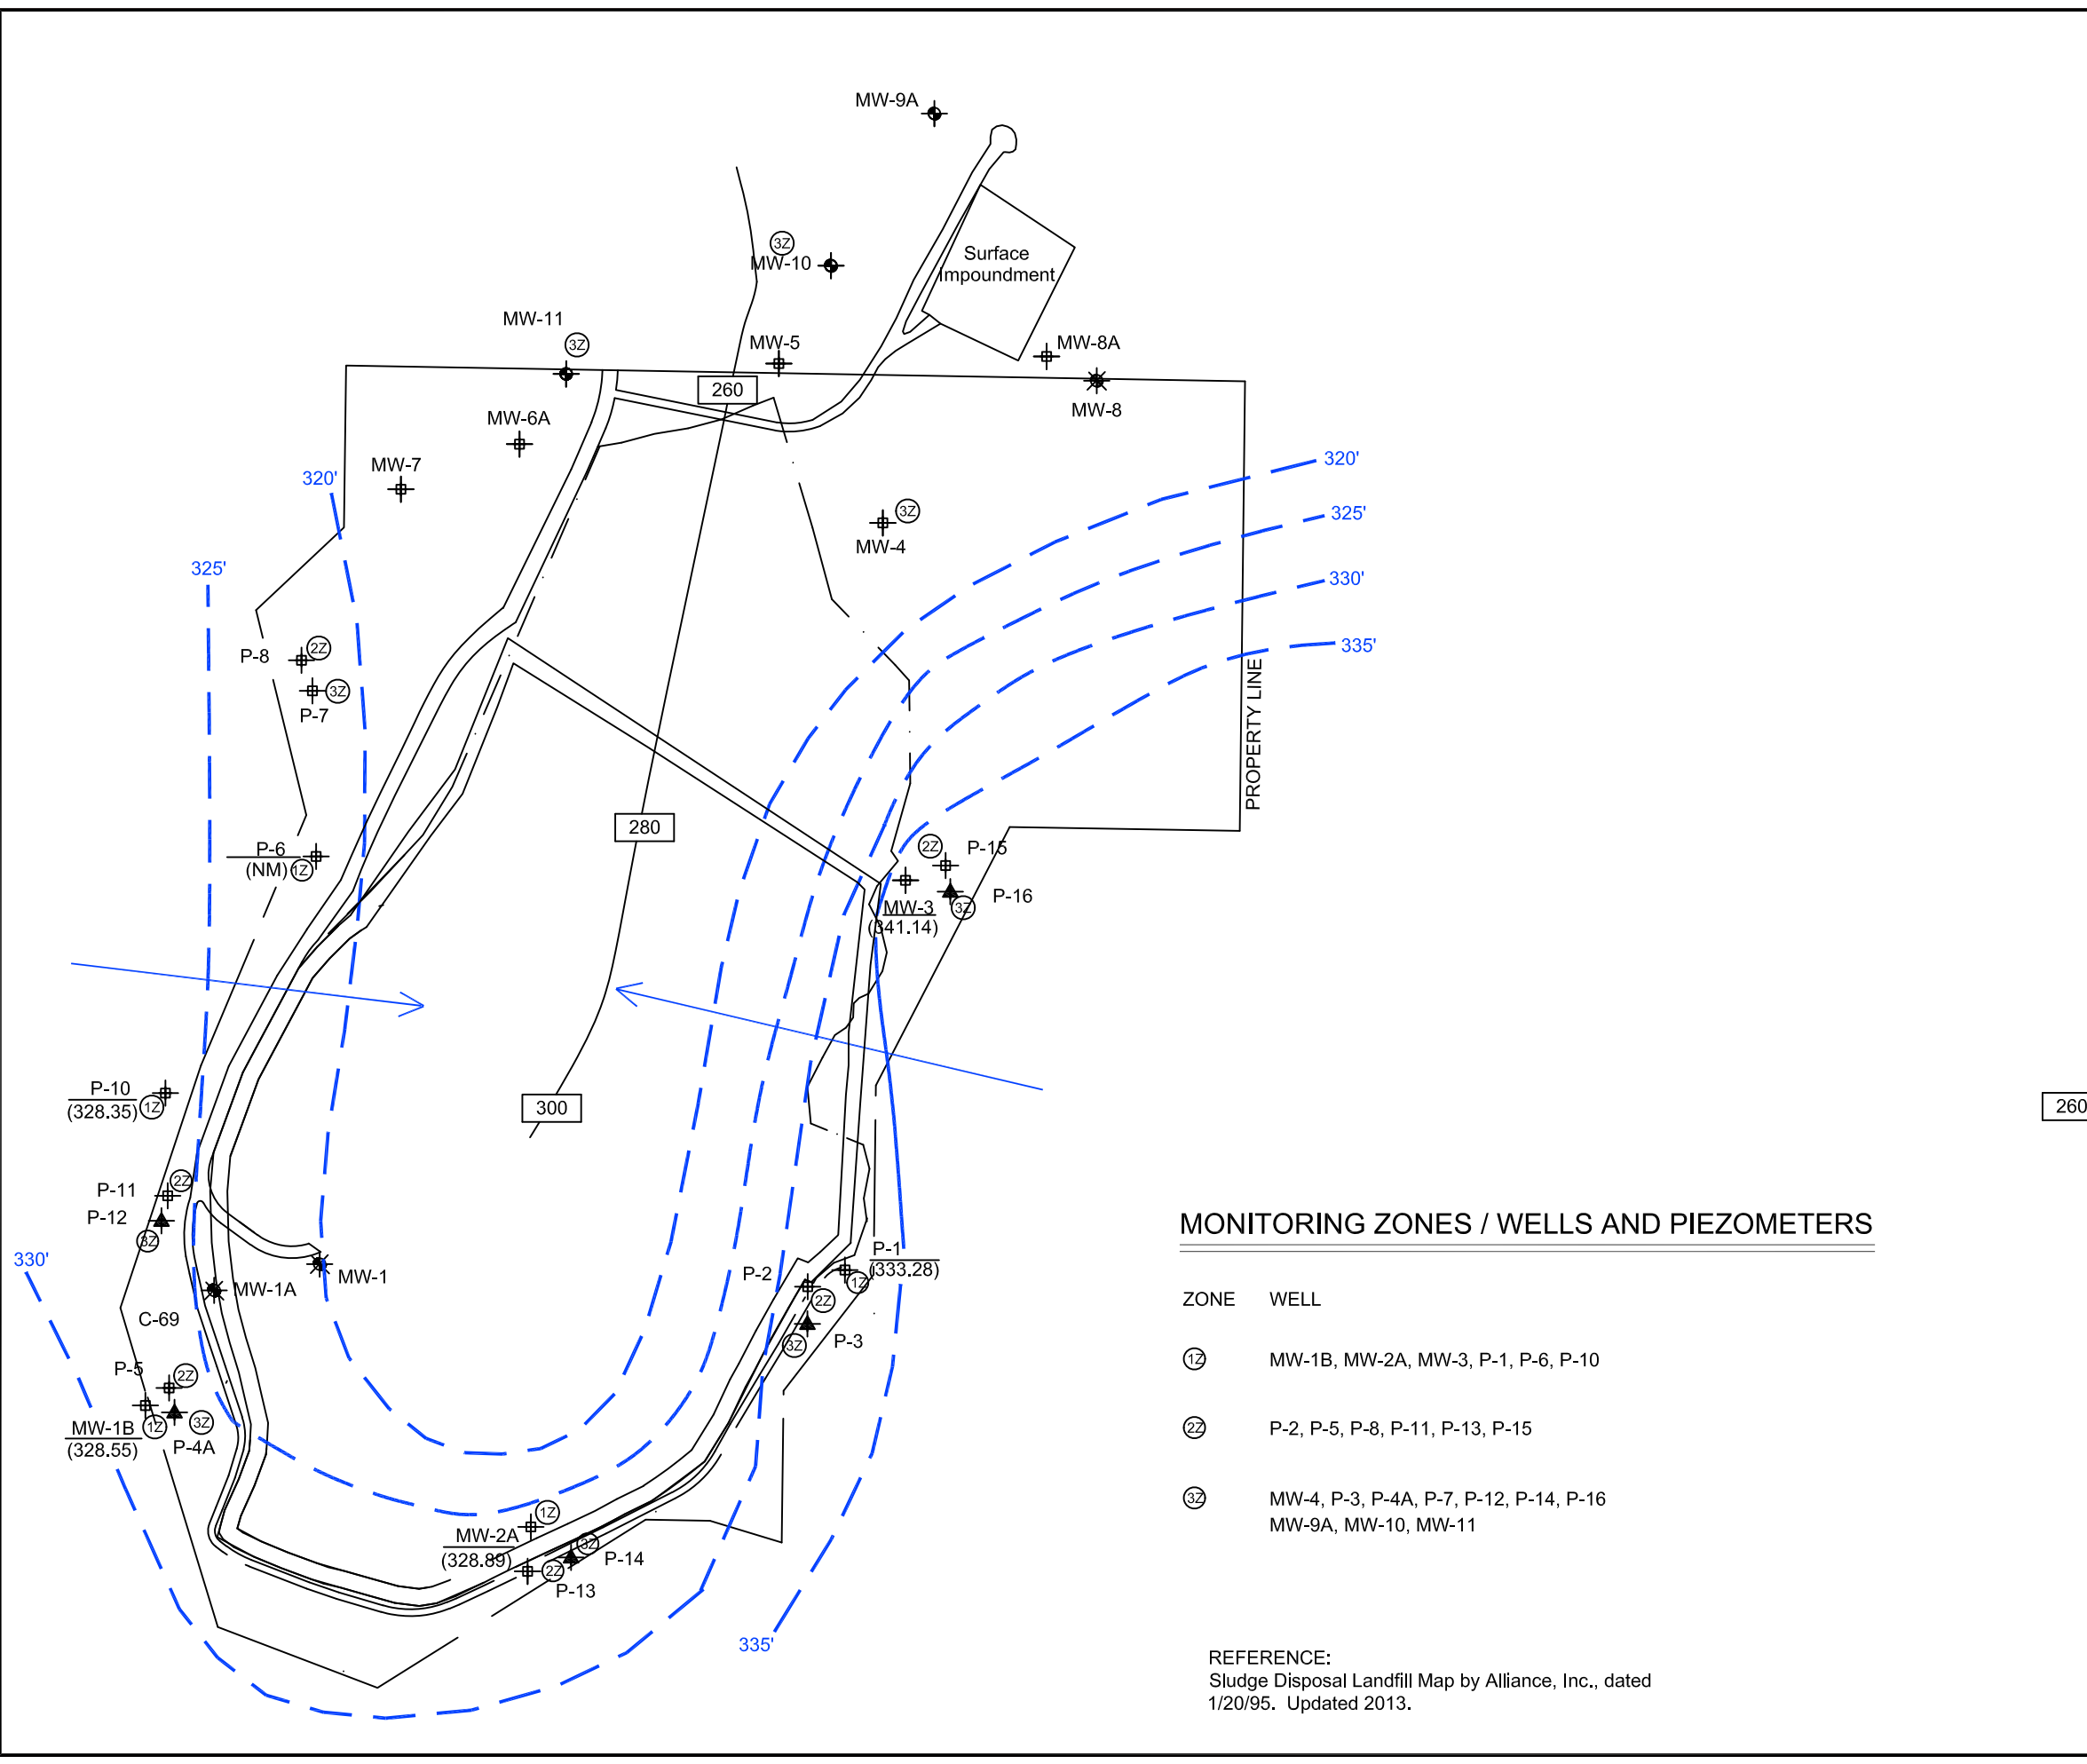 MW-9A
3Z
MW-10
Surface
Impoundment
MW-11
3Z
MW-5
MW-8A
260
MW-8
MW-6A
MW-7
320'
320'
3Z
MW-4
325'
325'
330'
335'
P-8
2Z
3Z
P-7
PROPERTY LINE
280
P-6
(NM)
1Z
2Z
P-15
P-16
MW-3
3Z
(341.14)
P-10
(328.35)
1Z
300
260
P-11
2Z
P-12
3Z
330'
MW-1
MW-1A
C-69
P-1
(333.28)
1Z
P-2
2Z
3Z
P-3
P-5
2Z
MW-1B
(328.55)
1Z
3Z
P-4A
1Z
MW-2A
(328.89)
3Z
P-14
2Z
P-13
335'
MONITORING ZONES / WELLS AND PIEZOMETERS
ZONE WELL
1Z MW-1B, MW-2A, MW-3, P-1, P-6, P-10
2Z P-2, P-5, P-8, P-11, P-13, P-15
3Z MW-4, P-3, P-4A, P-7, P-12, P-14, P-16
MW-9A, MW-10, MW-11
REFERENCE:
Sludge Disposal Landfill Map by Alliance, Inc., dated
1/20/95. Updated 2013.